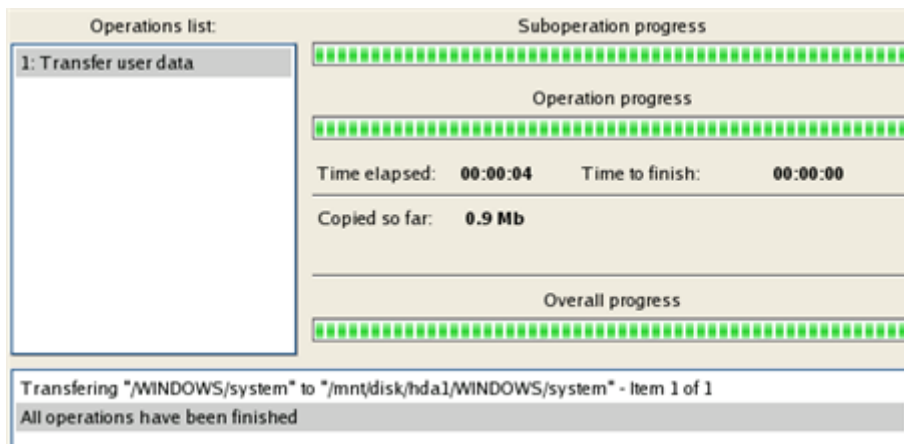 Operations list:
1: Transfer user data
Suboperation progress
Operation progress
Time elapsed: 00:00:04 Time to finish: 00:00:00
Copied so far: 0.9 Mb
Overall progress
Transfering "/WINDOWS/system" to "/mnt/disk/hda1/WINDOWS/system" - Item 1 of 1
All operations have been finished